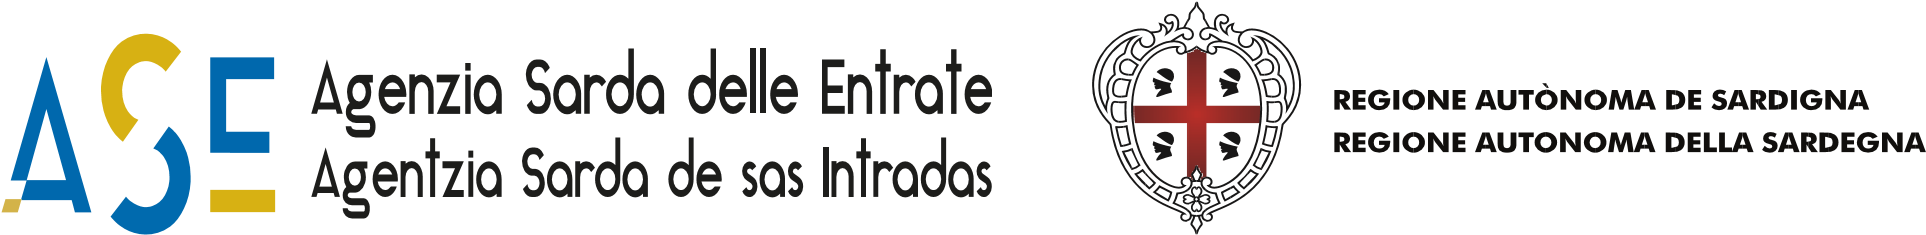 ASE
Agenzia Sarda delle Entrate
Agentzia Sarda de sas Intradas
REGIONE AUTÒNOMA DE SARDIGNA
REGIONE AUTONOMA DELLA SARDEGNA